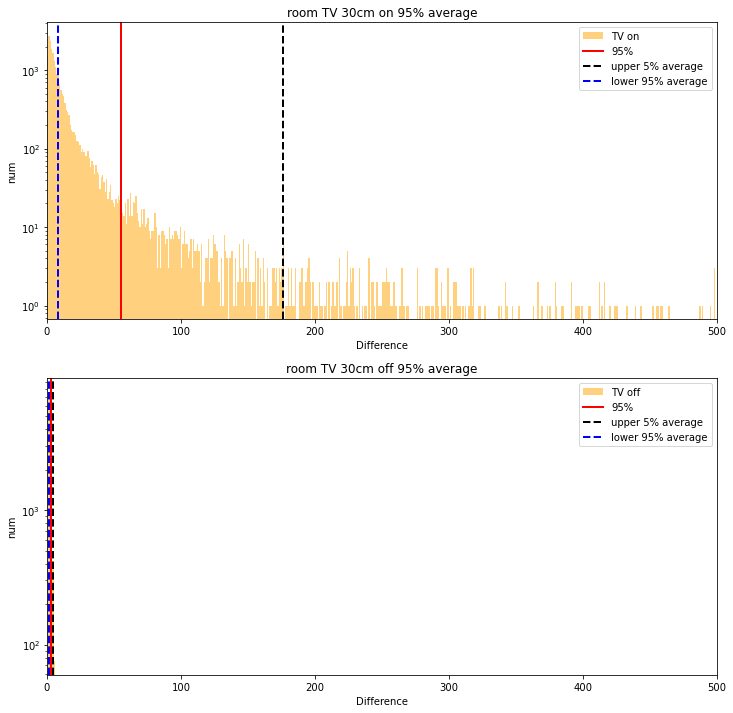 room TV 30cm on 95% average
TV on
95%
upper 5% average
lower 95% average
num
10³
10²
10¹
10⁰
0 100 200 300 400 500
Difference
room TV 30cm off 95% average
TV off
95%
upper 5% average
lower 95% average
num
10³
10²
0 100 200 300 400 500
Difference